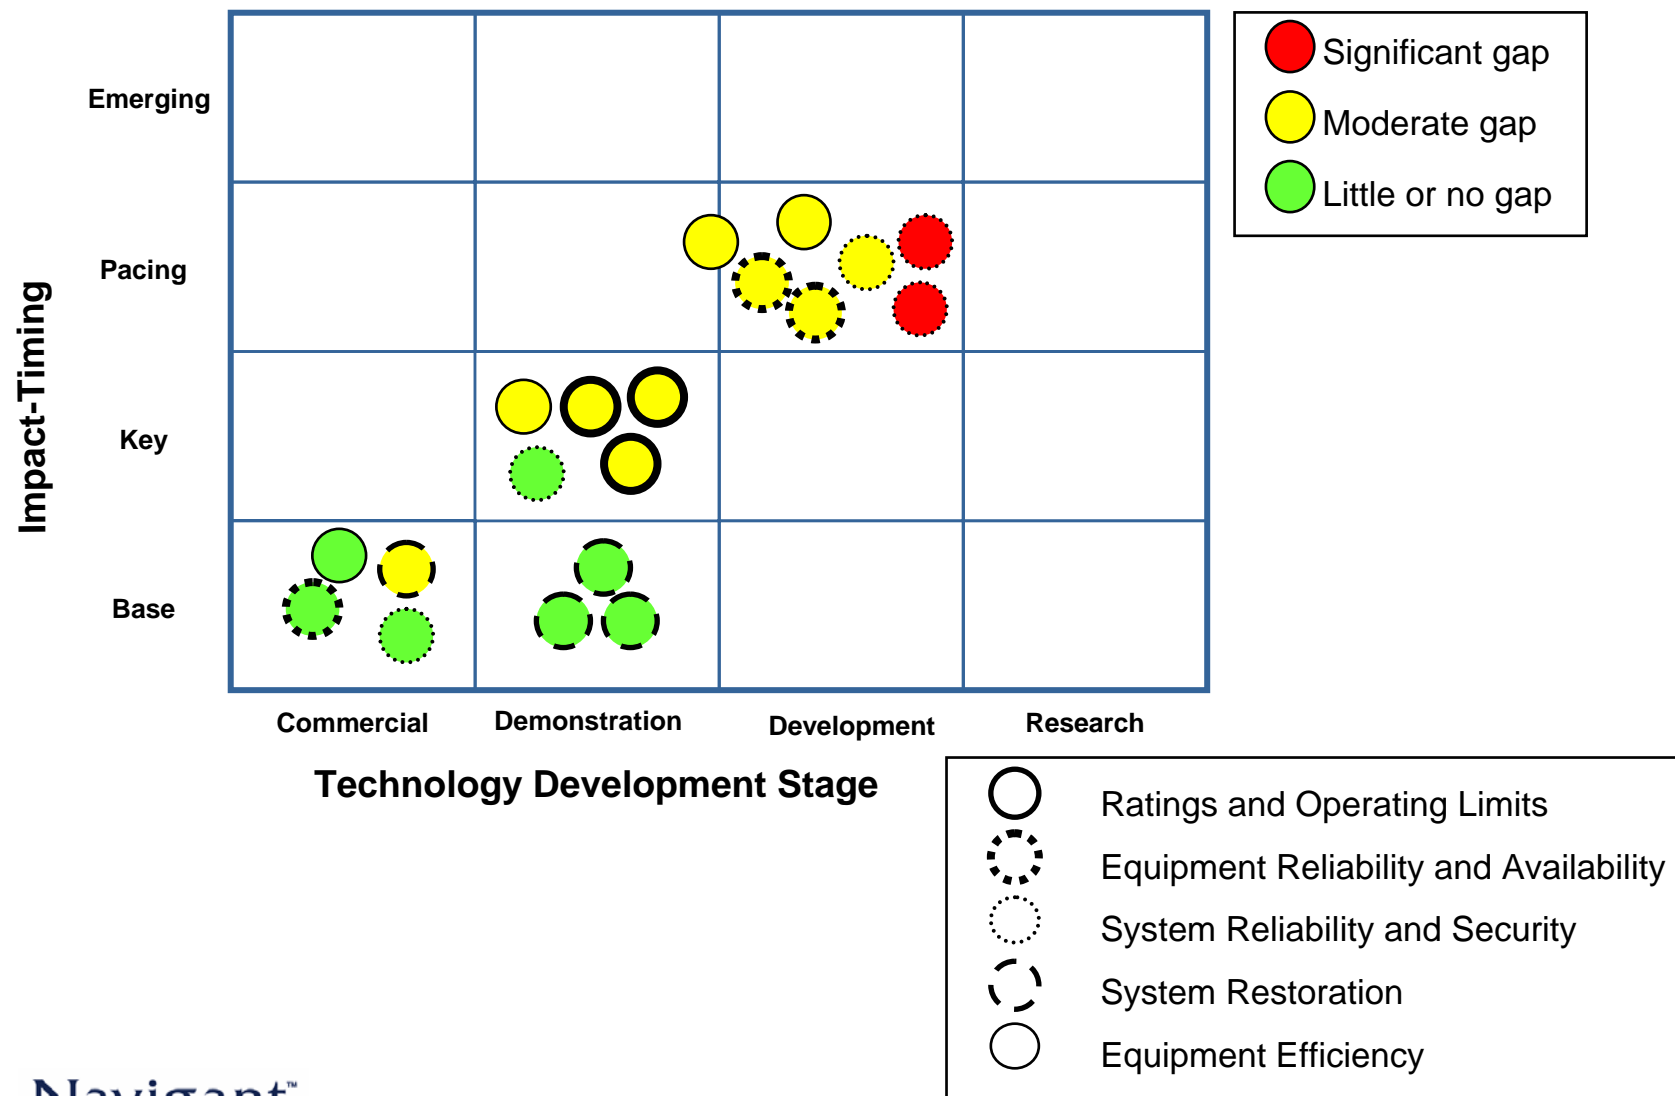 Significant gap
Moderate gap
Little or no gap
Emerging
Pacing
Key
Base
Impact-Timing
Commercial
Demonstration
Development
Research
Technology Development Stage
Ratings and Operating Limits
Equipment Reliability and Availability
System Reliability and Security
System Restoration
Equipment Efficiency
Navigant™